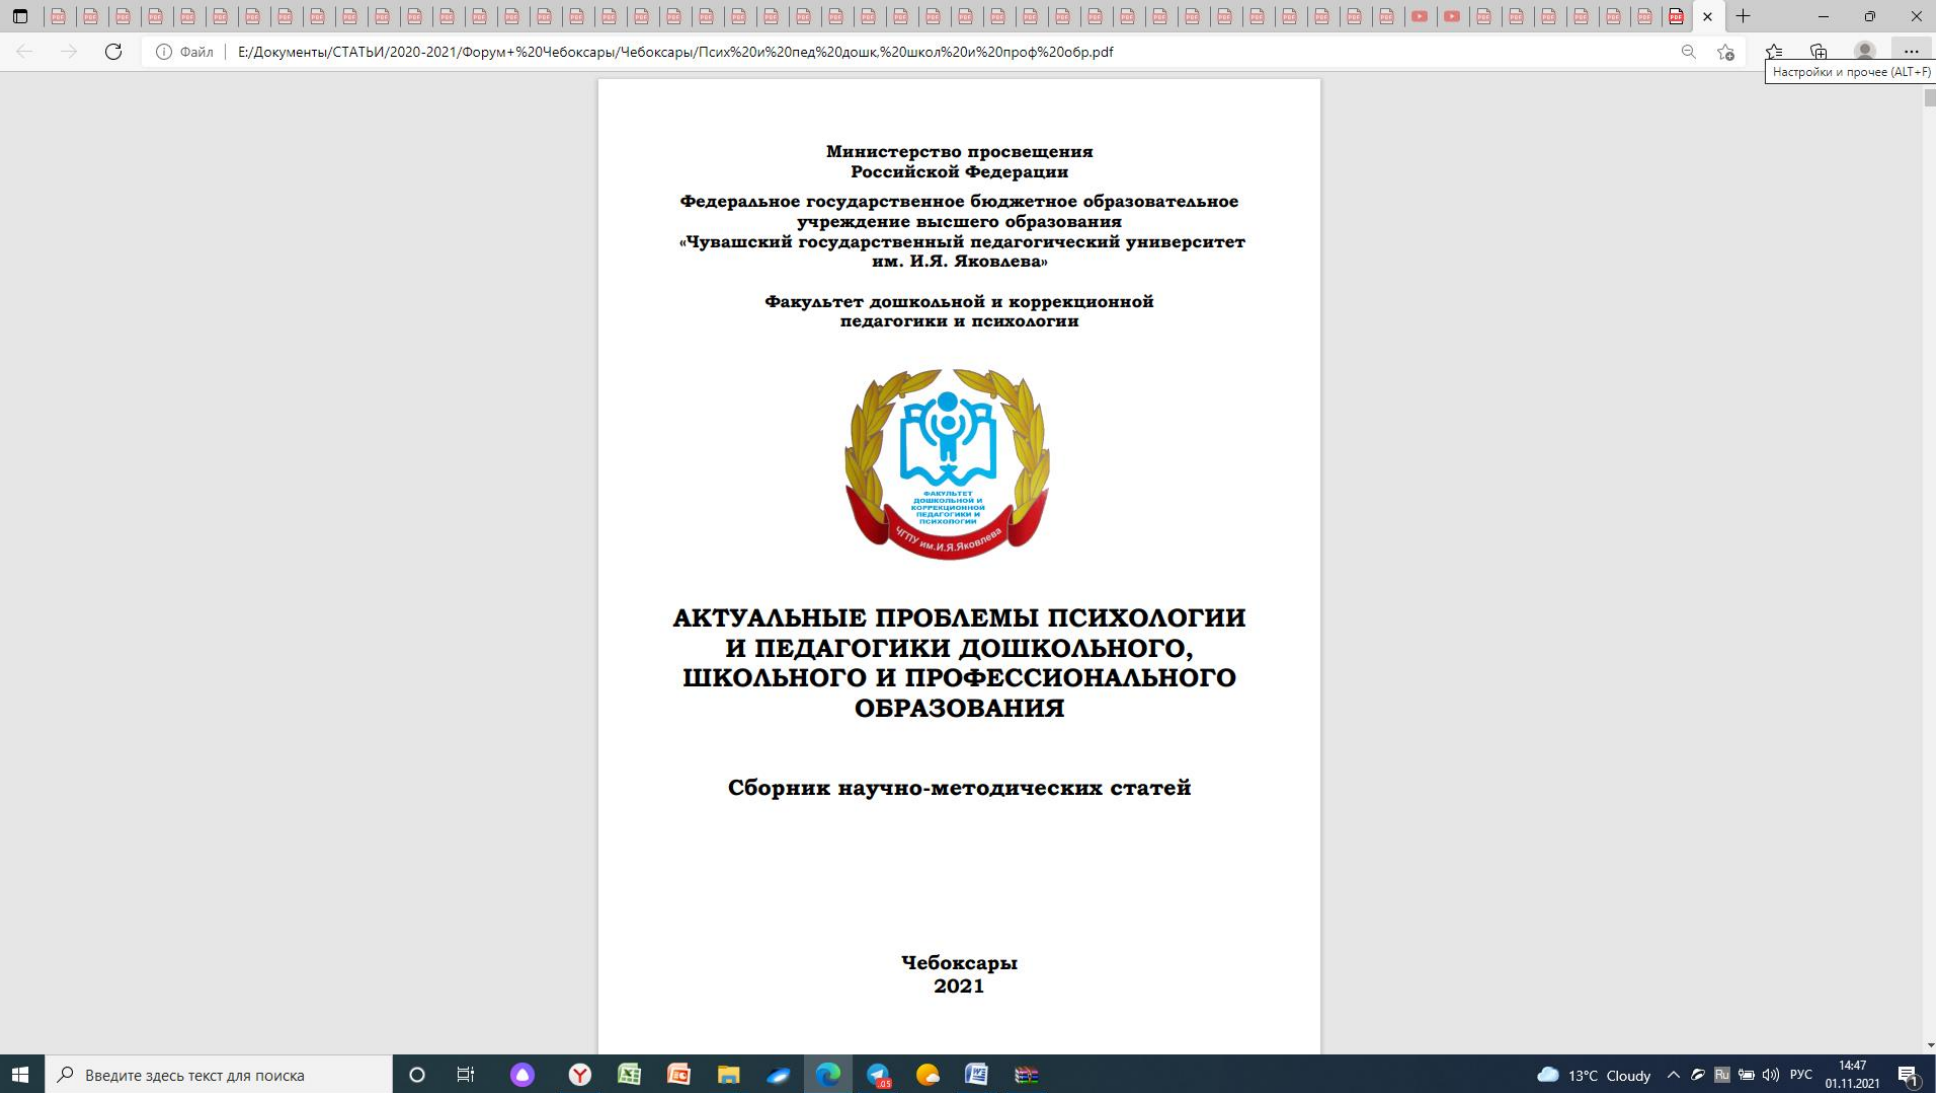 Файл
E:/Документы/СТАТЬИ/2020-2021/Форум+%20Чебоксары/Чебоксары/Псих%20и%20пед%20дошк,%20школ%20и%20проф%20обр.pdf
Настройки и прочее (ALT+F)
Министерство просвещения
Российской Федерации
Федеральное государственное бюджетное образовательное
учреждение высшего образования
«Чувашский государственный педагогический университет
им. И.Я. Яковлева»
Факультет дошкольной и коррекционной
педагогики и психологии
ФАКУЛЬТЕТ
ДОШКОЛЬНОЙ И
КОРРЕКЦИОННОЙ
ПЕДАГОГИКИ И
ПСИХОЛОГИИ
ЧГПУ им.И.Я.Яковлева
АКТУАЛЬНЫЕ ПРОБЛЕМЫ ПСИХОЛОГИИ
И ПЕДАГОГИКИ ДОШКОЛЬНОГО,
ШКОЛЬНОГО И ПРОФЕССИОНАЛЬНОГО
ОБРАЗОВАНИЯ
Сборник научно-методических статей
Чебоксары
2021
Введите здесь текст для поиска
13°C Cloudy
Ru
РУС
14:47
01.11.2021
1